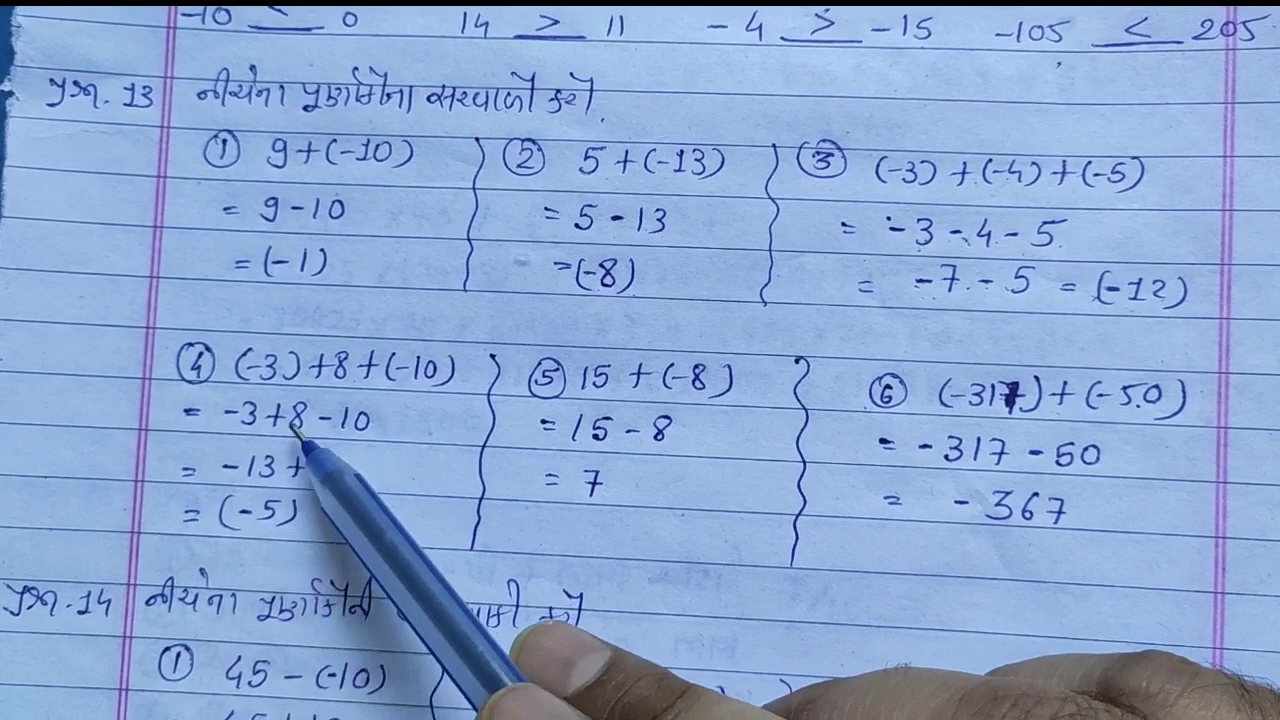 -10 < 0 14 > 11 -4 > -15 -105 < 205
પ્રશ્ન. 13 નીચેના પૂર્ણાંકોના સરવાળો કરો.
① 9+(-10) ② 5+(-13) ③ (-3)+(-4)+(-5)
= 9-10 = 5-13 = -3-4-5
= (-1) =(-8) = -7-5 = (-12)
④ (-3)+8+(-10) ⑤ 15+(-8) ⑥ (-317)+(-50)
= -3+8-10 = 15-8 = -317-50
= -13+ = 7 = -367
= (-5)
પ્રશ્ન.14 નીચેના પૂર્ણાંકોની કરો
① 45-(-10)